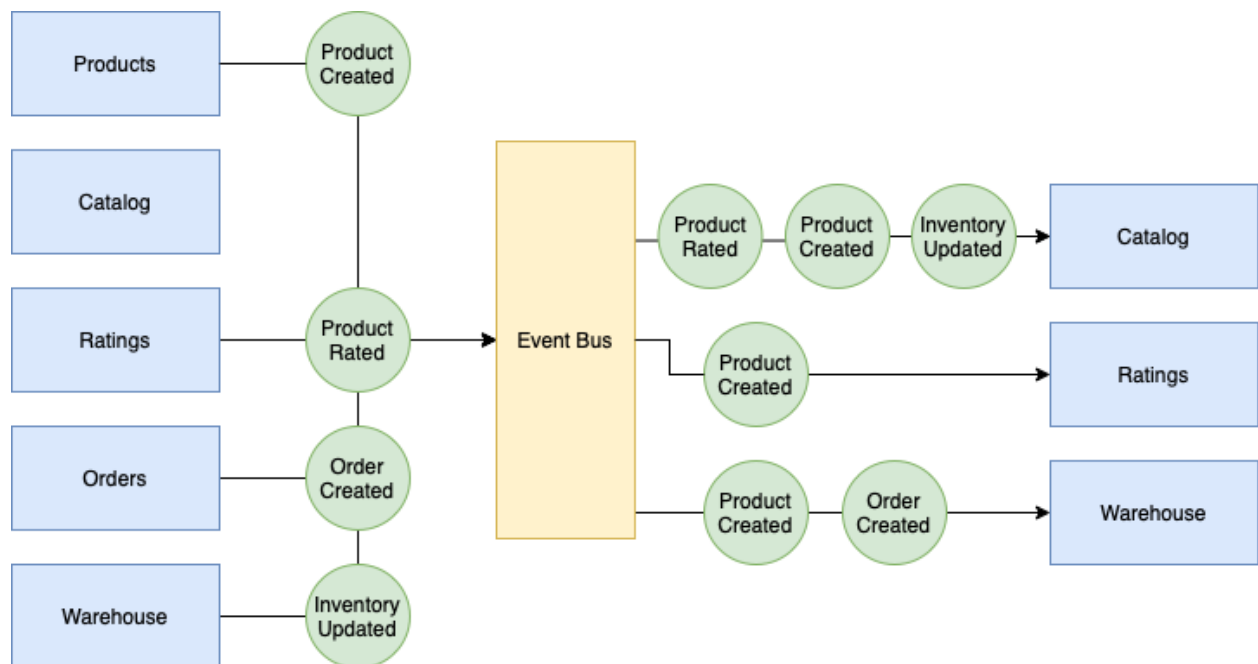 Products
Product
Created
Catalog
Ratings
Product
Rated
Orders
Order
Created
Warehouse
Inventory
Updated
Event Bus
Product
Rated
Product
Created
Inventory
Updated
Catalog
Product
Created
Ratings
Product
Created
Order
Created
Warehouse